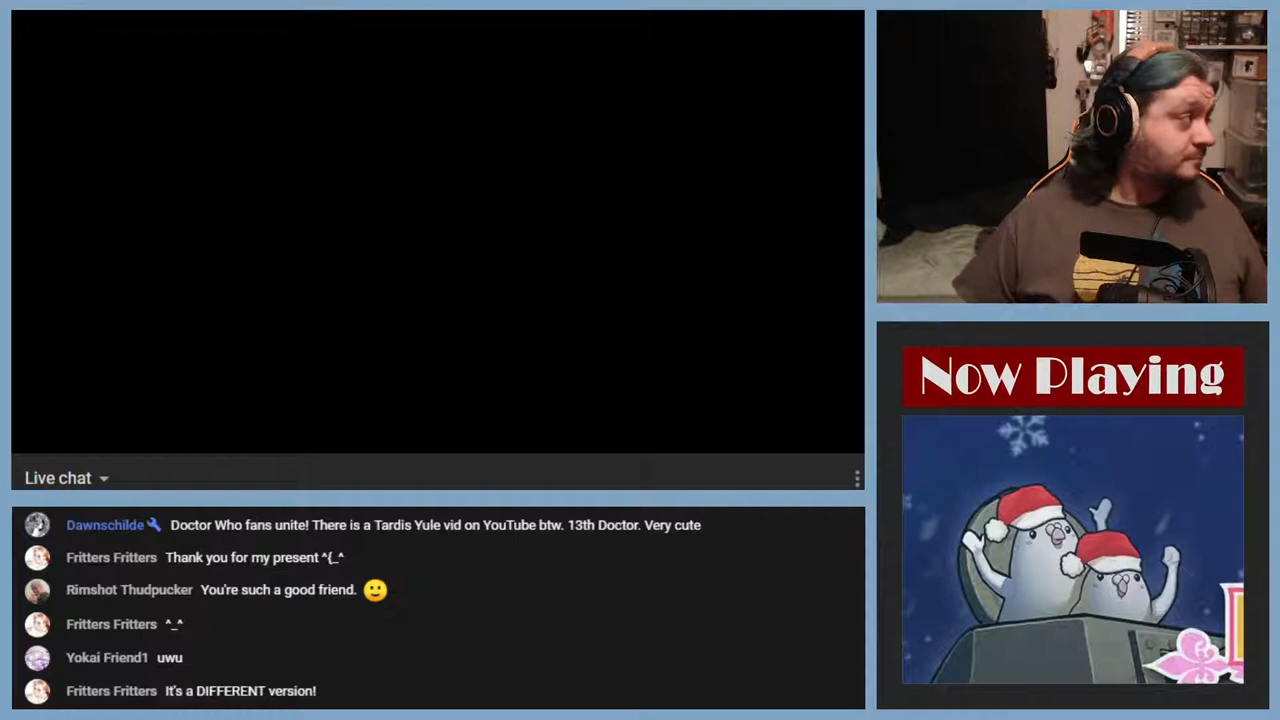 Live chat
Dawnschilde Doctor Who fans unite! There is a Tardis Yule vid on YouTube btw. 13th Doctor. Very cute
Fritters Fritters Thank you for my present ^{_^
Rimshot Thudpucker You're such a good friend. 🙂
Fritters Fritters ^_^
Yokai Friend1 uwu
Fritters Fritters It's a DIFFERENT version!
Now Playing